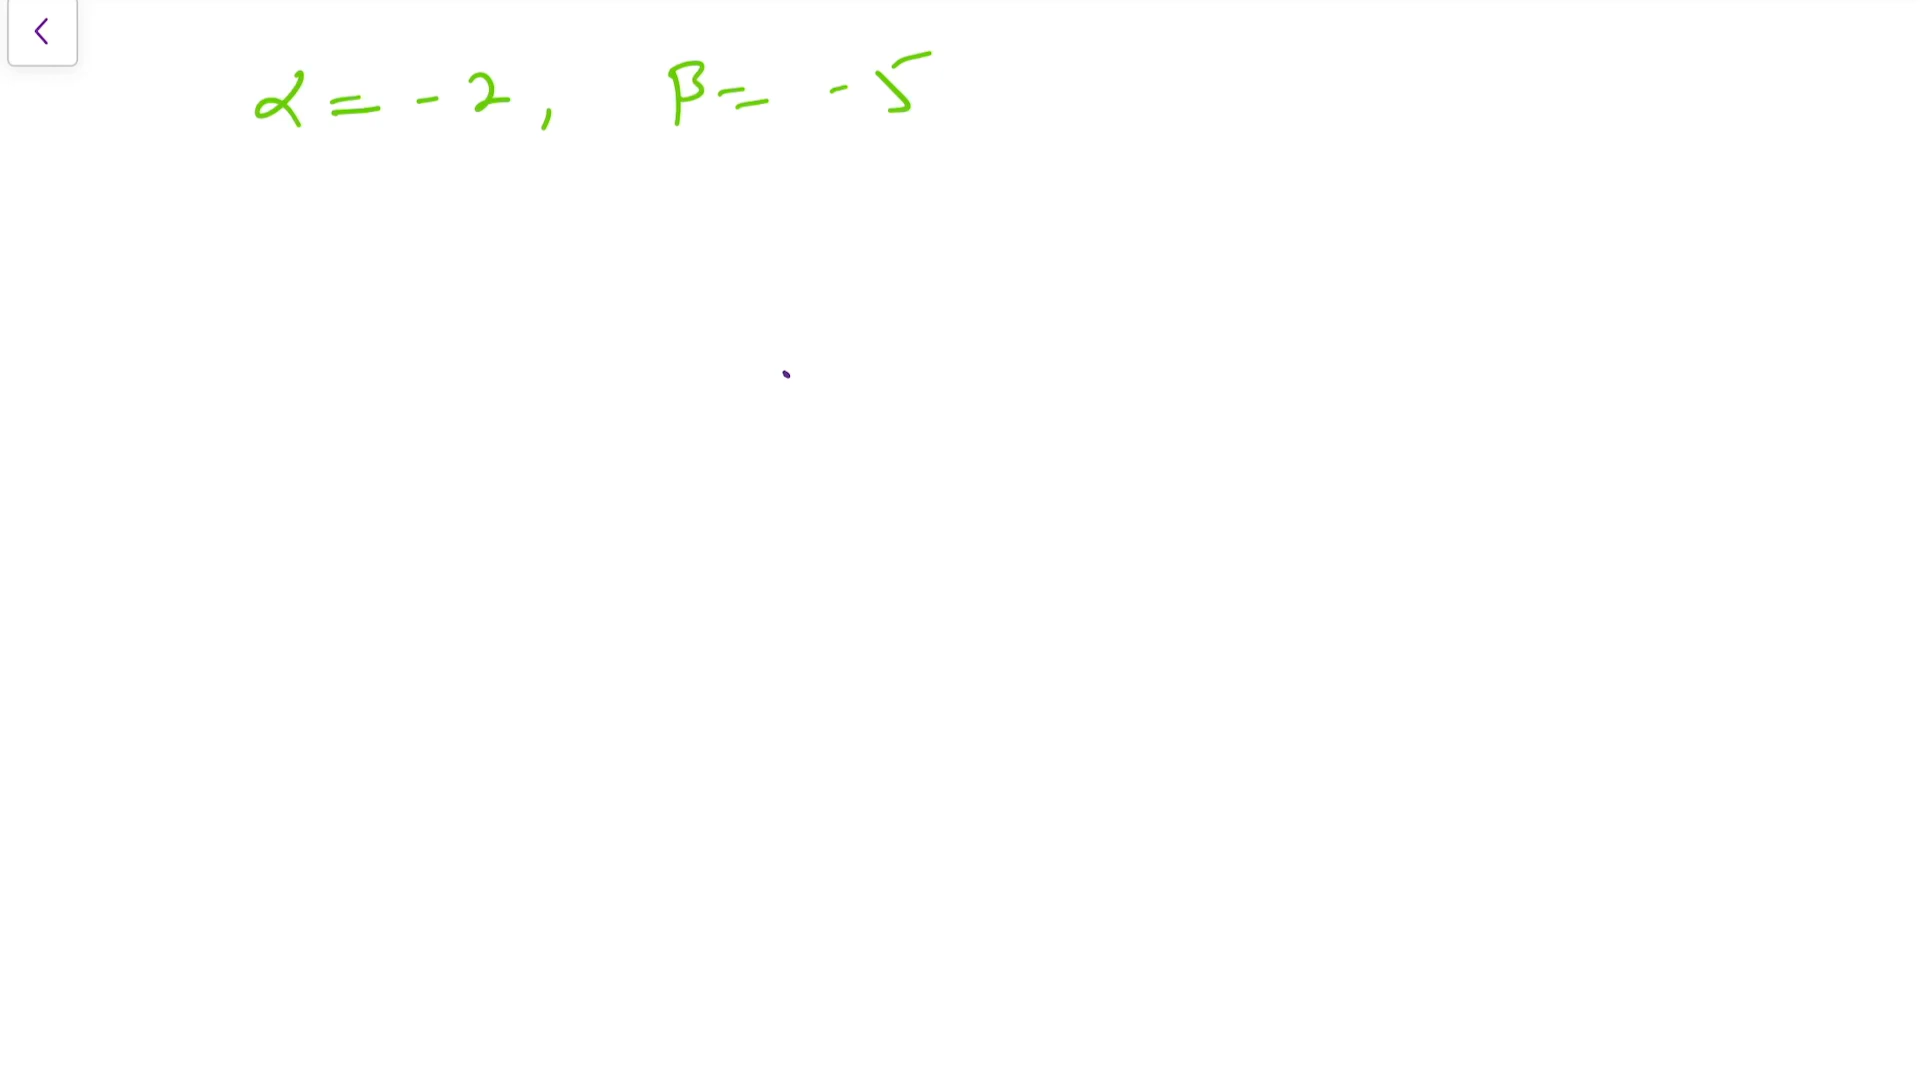 α = - 2 , β = - 5